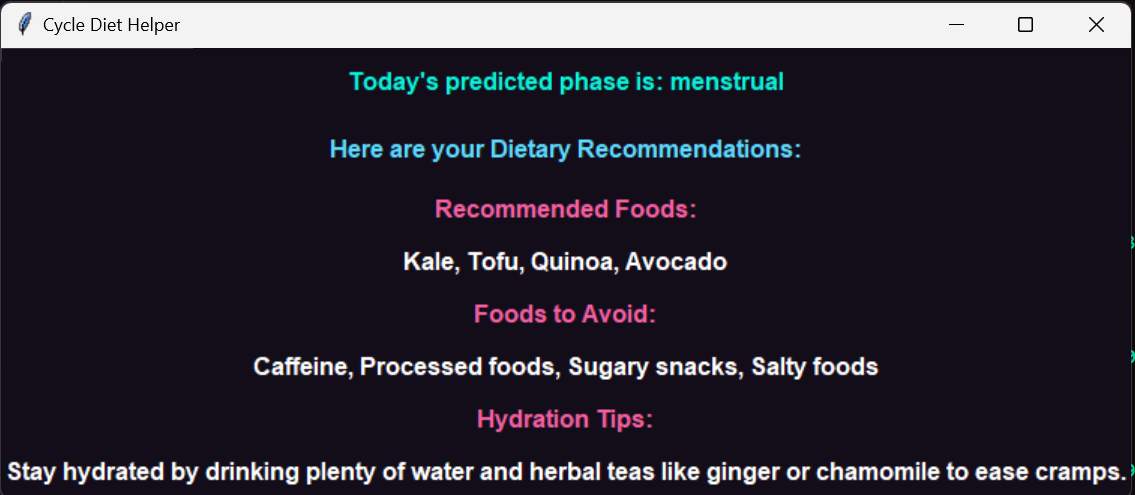 Cycle Diet Helper
Today's predicted phase is: menstrual
Here are your Dietary Recommendations:
Recommended Foods:
Kale, Tofu, Quinoa, Avocado
Foods to Avoid:
Caffeine, Processed foods, Sugary snacks, Salty foods
Hydration Tips:
Stay hydrated by drinking plenty of water and herbal teas like ginger or chamomile to ease cramps.